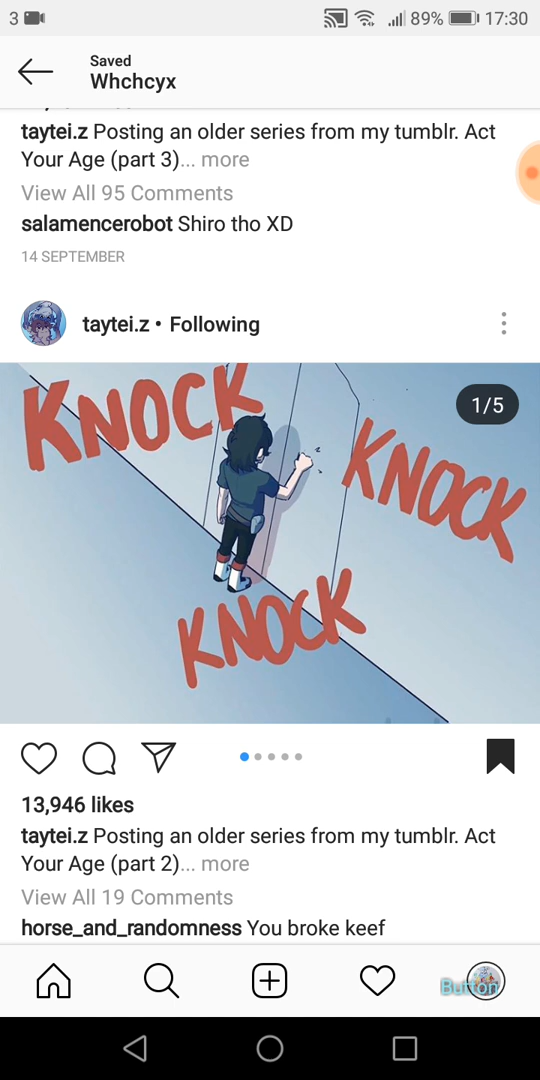 3 89% 17:30
Saved
Whchcyx
taytei.z Posting an older series from my tumblr. Act
Your Age (part 3)... more
View All 95 Comments
salamencerobot Shiro tho XD
14 SEPTEMBER
taytei.z • Following
1/5
KNOCK
KNOCK
KNOCK
13,946 likes
taytei.z Posting an older series from my tumblr. Act
Your Age (part 2)... more
View All 19 Comments
horse_and_randomness You broke keef
Button